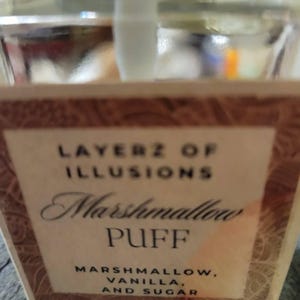 LAYERZ OF
ILLUSIONS
Marshmallow
PUFF
MARSHMALLOW,
VANILLA,
AND SUGAR